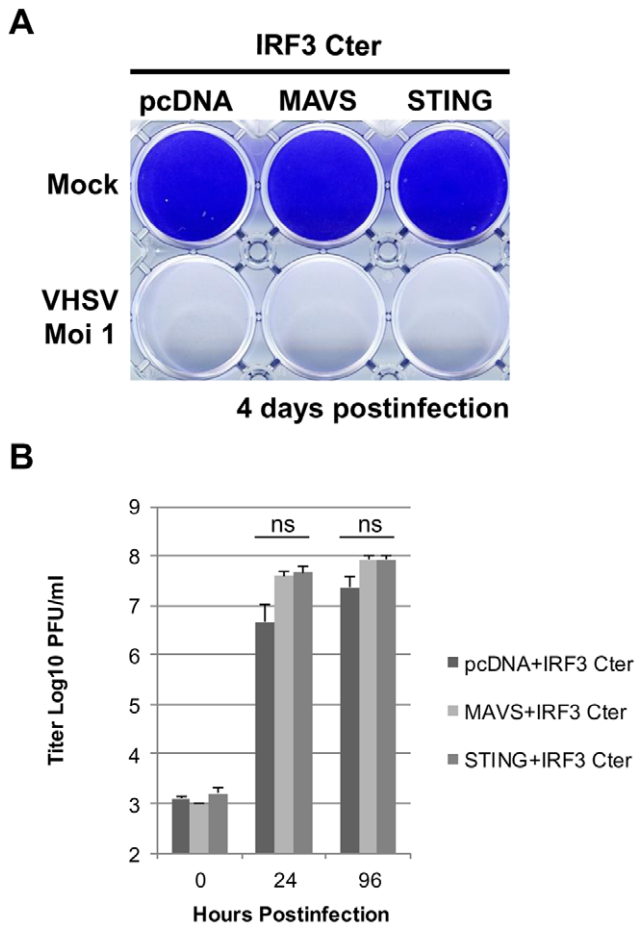 A
IRF3 Cter
pcDNA MAVS STING
Mock
VHSV
Moi 1
4 days postinfection
B
9
8
7
6
5
4
3
2
ns ns
Titer Log10 PFU/ml
0 24 96
Hours Postinfection
pcDNA+IRF3 Cter
MAVS+IRF3 Cter
STING+IRF3 Cter